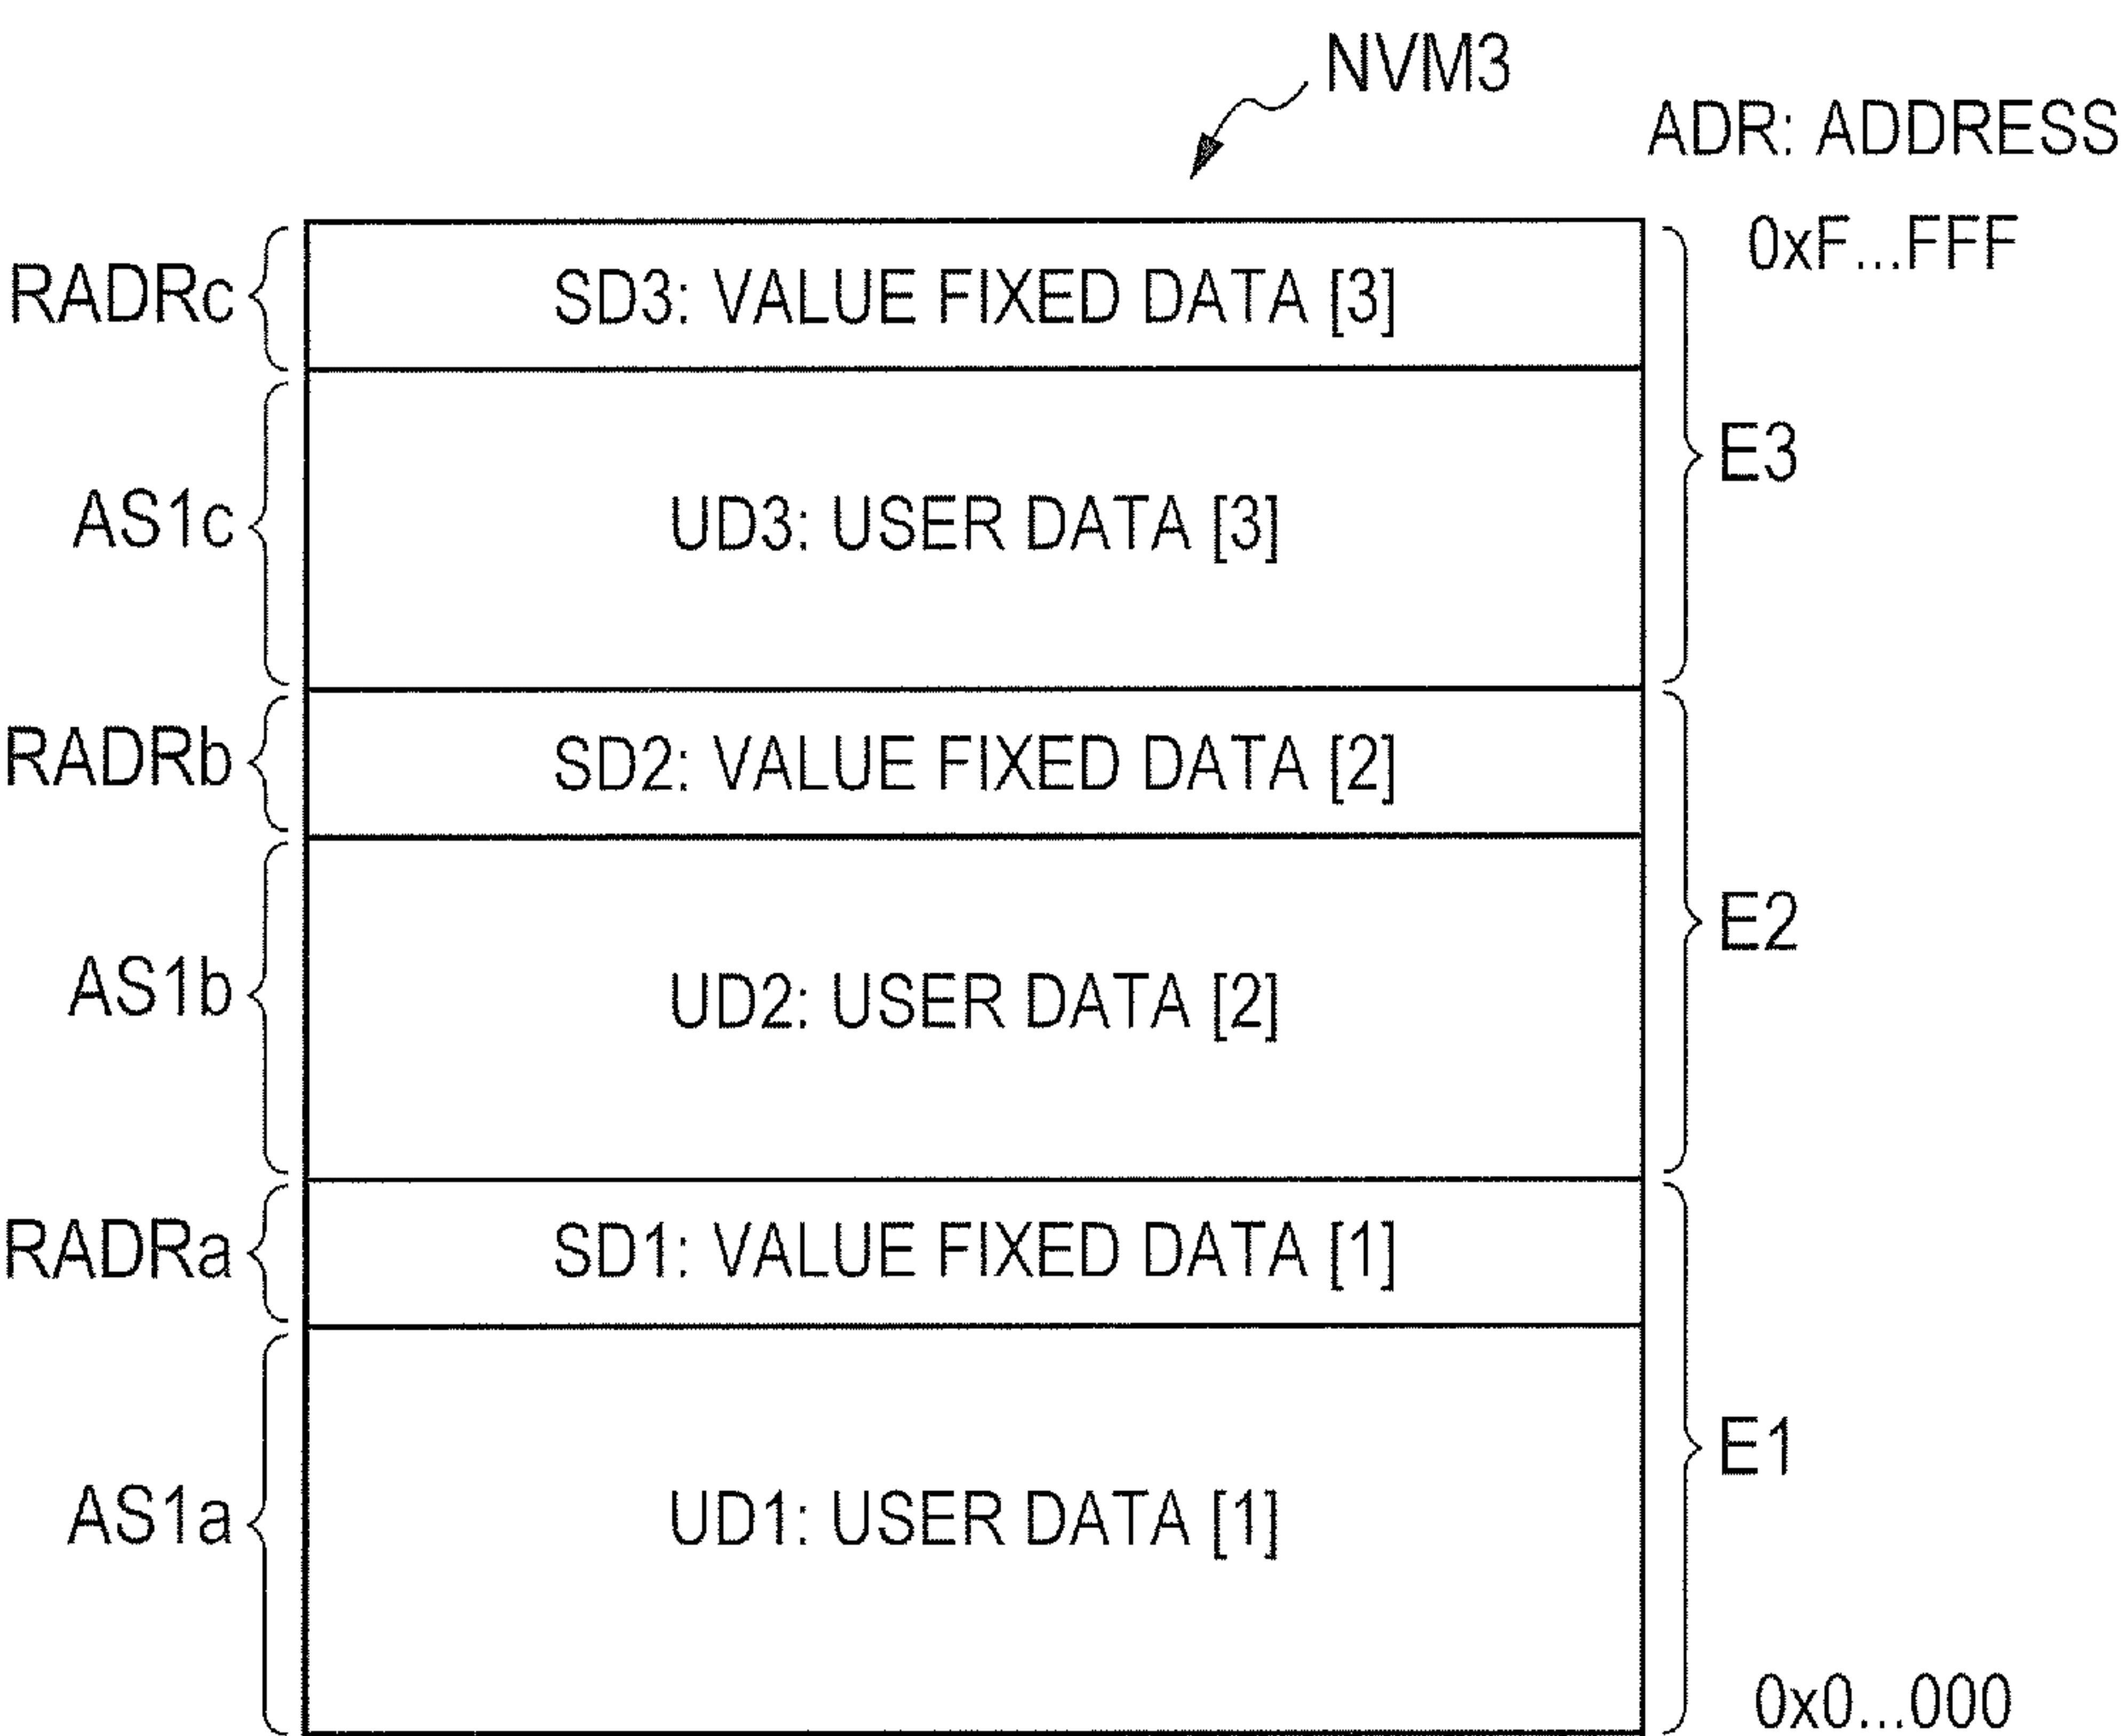 NVM3
ADR: ADDRESS
0xF...FFF
RADRc
SD3: VALUE FIXED DATA [3]
E3
AS1c
UD3: USER DATA [3]
RADRb
SD2: VALUE FIXED DATA [2]
E2
AS1b
UD2: USER DATA [2]
RADRa
SD1: VALUE FIXED DATA [1]
E1
AS1a
UD1: USER DATA [1]
0x0...000